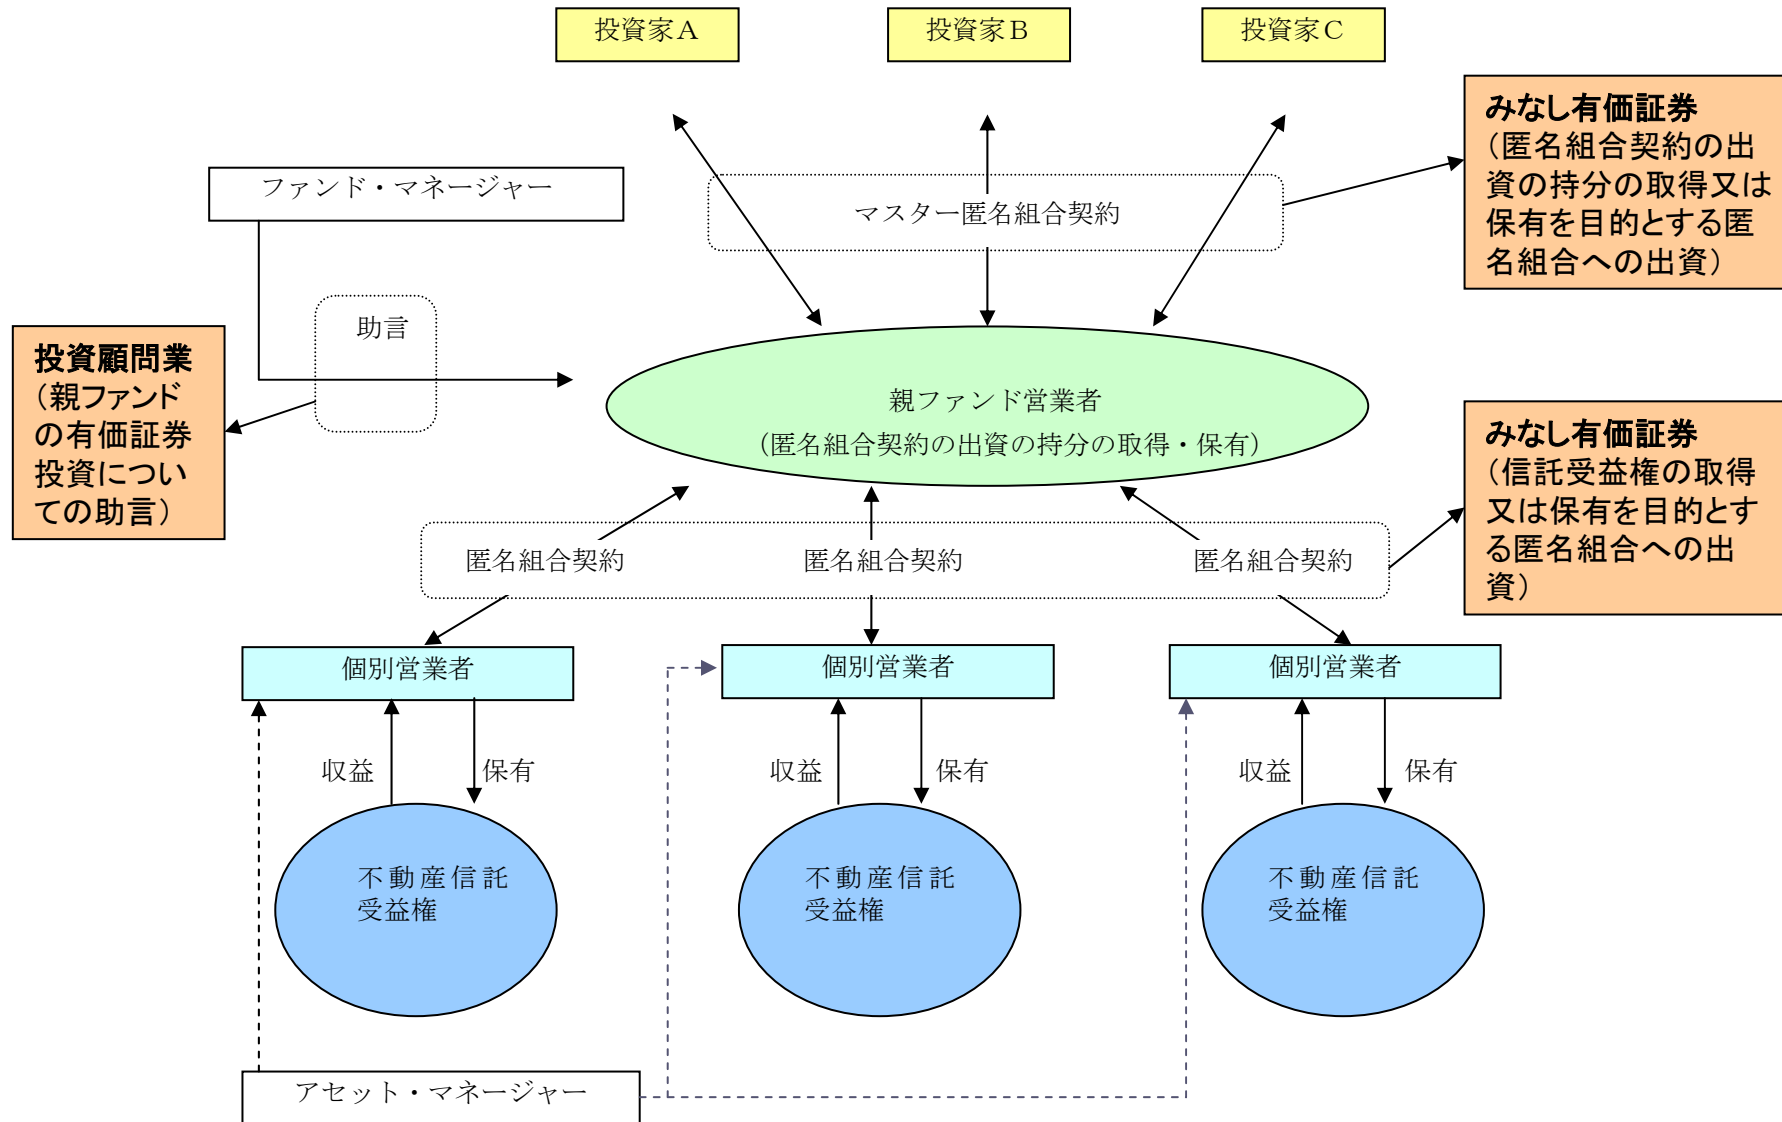 投資家A
投資家B
投資家C
みなし有価証券
（匿名組合契約の出
資の持分の取得又は
保有を目的とする匿
名組合への出資）
ファンド・マネージャー
マスター匿名組合契約
助言
投資顧問業
（親ファンド
の有価証券
投資につい
ての助言）
親ファンド営業者
（匿名組合契約の出資の持分の取得・保有）
みなし有価証券
（信託受益権の取得
又は保有を目的とす
る匿名組合への出
資）
匿名組合契約
匿名組合契約
匿名組合契約
個別営業者
個別営業者
個別営業者
収益
保有
収益
保有
収益
保有
不動産信託
受益権
不動産信託
受益権
不動産信託
受益権
アセット・マネージャー